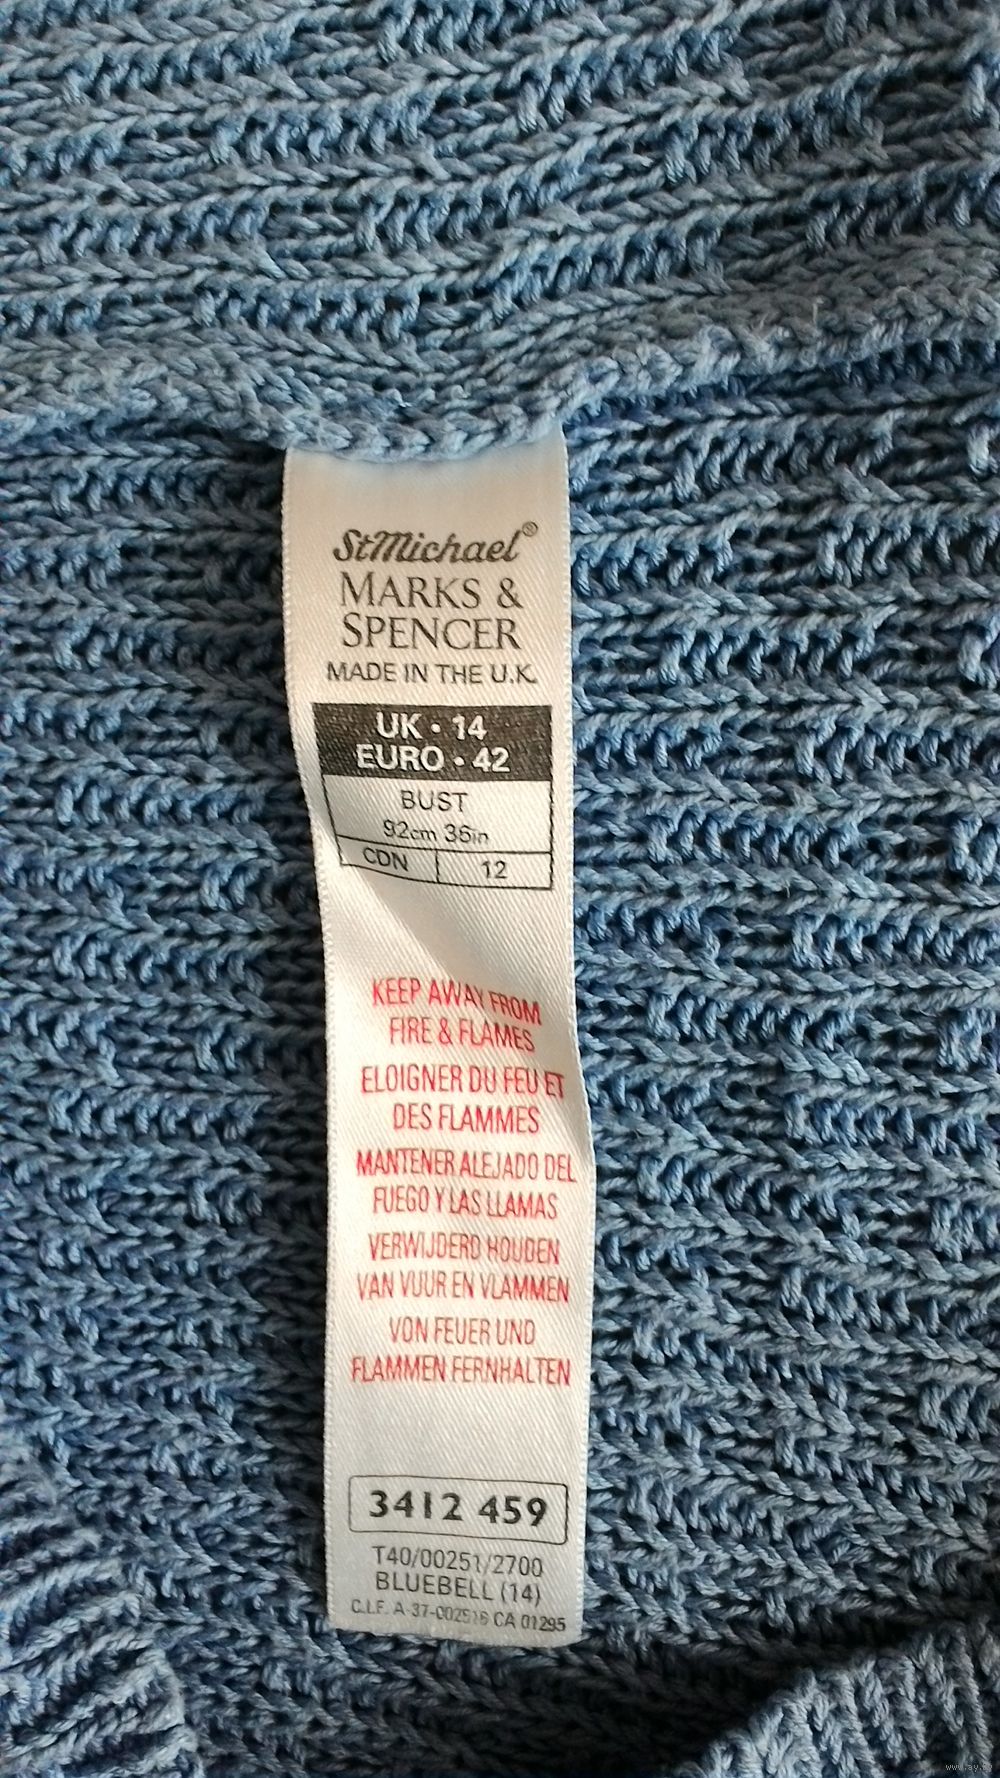 StMichael®
MARKS &
SPENCER
MADE IN THE U.K.
UK · 14
EURO · 42
BUST
92cm 36in
CDN 12
KEEP AWAY FROM
FIRE & FLAMES
ELOIGNER DU FEU ET
DES FLAMMES
MANTENER ALEJADO DEL
FUEGO Y LAS LLAMAS
VERWIJDERD HOUDEN
VAN VUUR EN VLAMMEN
VON FEUER UND
FLAMMEN FERNHALTEN
3412 459
T40/00251/2700
BLUEBELL (14)
C.I.F. A-37-002516 CA 01295